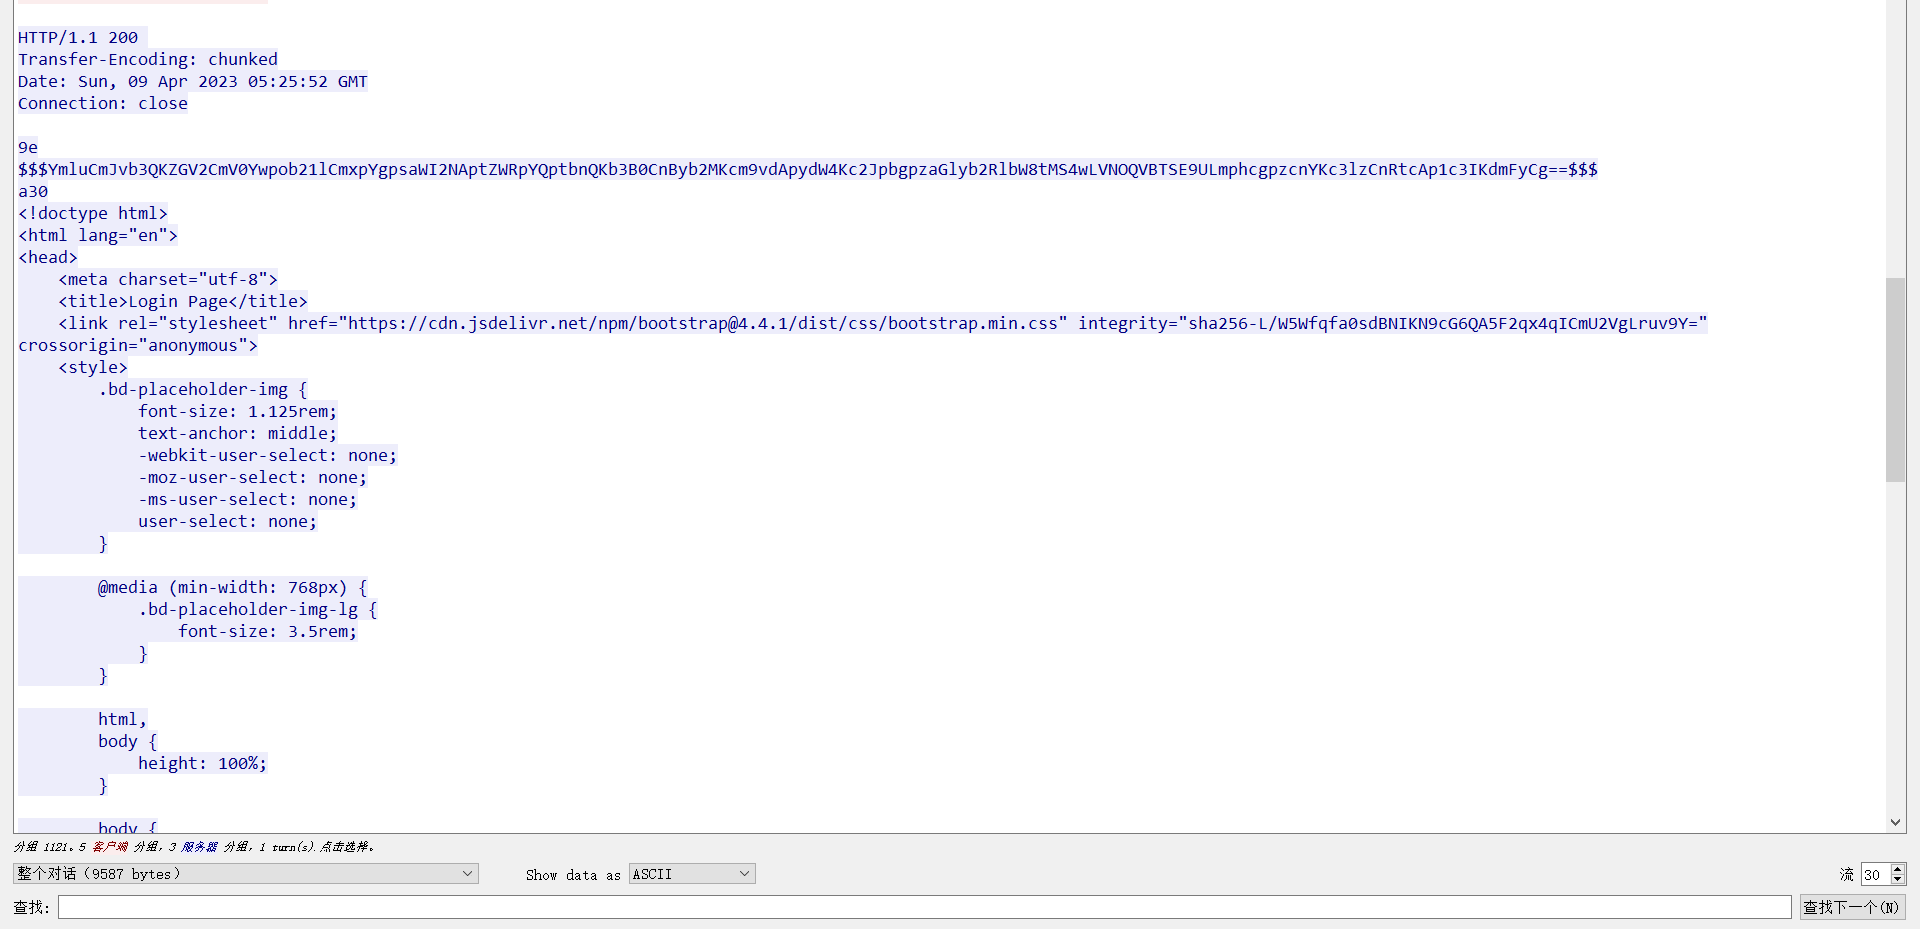 HTTP/1.1 200
Transfer-Encoding: chunked
Date: Sun, 09 Apr 2023 05:25:52 GMT
Connection: close

9e
$$$YmluCmJvb3QKZGV2CmV0Ywpob21lCmxpYgpsaWI2NAptZWRpYQptbnQKb3B0CnByb2MKcm9vdApydW4Kc2JpbgpzaGlyb2RlbW8tMS4wLVNOQVBTSE9ULmphcgpzcnYKc3lzCnRtcAp1c3IKdmFyCg==$$$
a30
<!doctype html>
<html lang="en">
<head>
    <meta charset="utf-8">
    <title>Login Page</title>
    <link rel="stylesheet" href="https://cdn.jsdelivr.net/npm/bootstrap@4.4.1/dist/css/bootstrap.min.css" integrity="sha256-L/W5Wfqfa0sdBNIKN9cG6QA5F2qx4qICmU2VgLruv9Y="
crossorigin="anonymous">
    <style>
        .bd-placeholder-img {
            font-size: 1.125rem;
            text-anchor: middle;
            -webkit-user-select: none;
            -moz-user-select: none;
            -ms-user-select: none;
            user-select: none;
        }

        @media (min-width: 768px) {
            .bd-placeholder-img-lg {
                font-size: 3.5rem;
            }
        }

        html,
        body {
            height: 100%;
        }

        body {
分组 1121。5 客户端 分组，3 服务器 分组，1 turn(s). 点击选择。
整个对话（9587 bytes） Show data as ASCII 流 30
查找: 查找下一个(N)